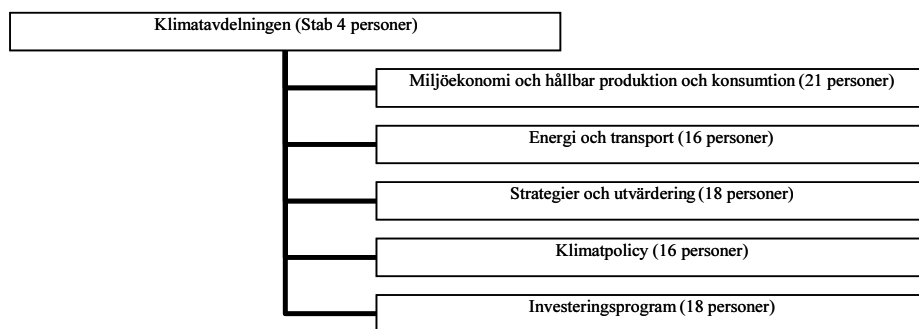 Klimatavdelningen (Stab 4 personer)
Miljöekonomi och hållbar produktion och konsumtion (21 personer)
Energi och transport (16 personer)
Strategier och utvärdering (18 personer)
Klimatpolicy (16 personer)
Investeringsprogram (18 personer)